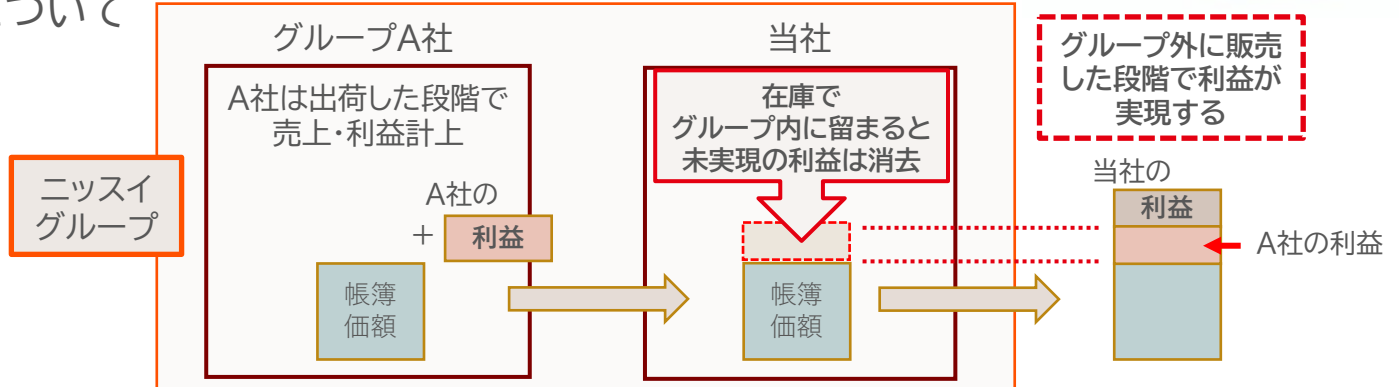 ついて
グループA社
A社は出荷した段階で
売上・利益計上
ニッスイ
グループ
A社の
＋ 利益
帳簿
価額
当社
在庫で
グループ内に留まると
未実現の利益は消去
帳簿
価額
グループ外に販売
した段階で利益が
実現する
当社の
利益
A社の利益